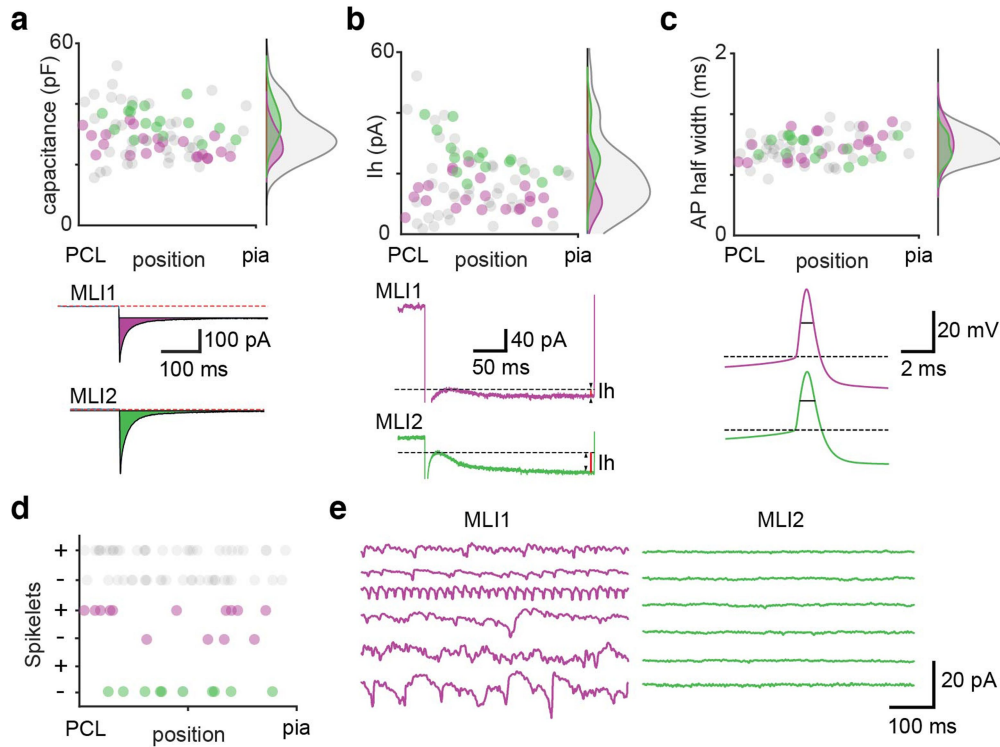 a
60
capacitance (pF)
0
PCL
position
pia
MLI1
100 pA
100 ms
MLI2
b
60
Ih (pA)
0
PCL
position
pia
MLI1
40 pA
50 ms
Ih
MLI2
Ih
c
2
AP half width (ms)
0
PCL
position
pia
20 mV
2 ms
d
Spikelets
+
-
+
-
+
-
PCL
position
pia
e
MLI1
MLI2
20 pA
100 ms